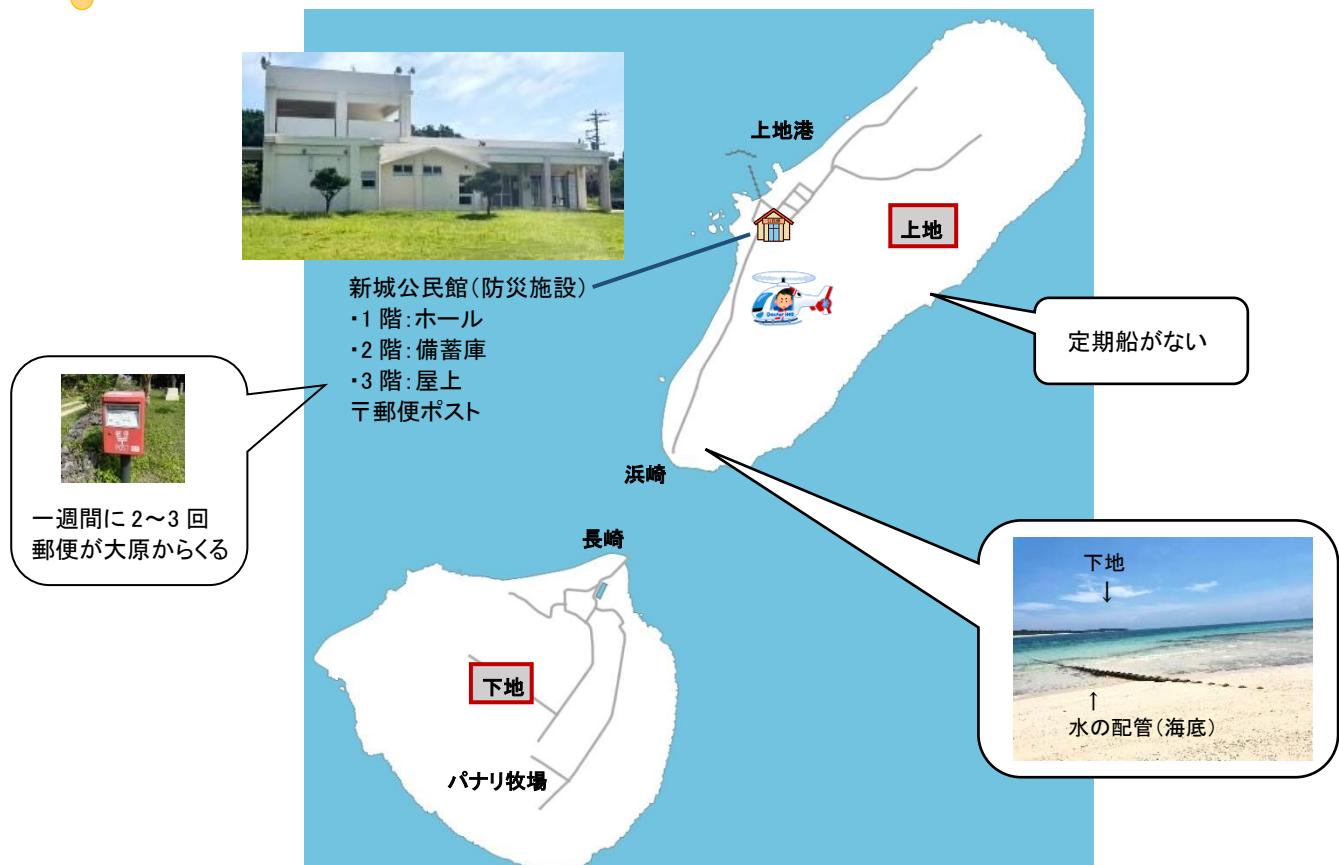 上地港
上地
新城公民館(防災施設)
・1 階:ホール
・2 階:備蓄庫
・3 階:屋上
〒郵便ポスト
定期船がない
一週間に 2~3 回
郵便が大原からくる
浜崎
長崎
下地
パナリ牧場
下地
↓
↑
水の配管(海底)
POST